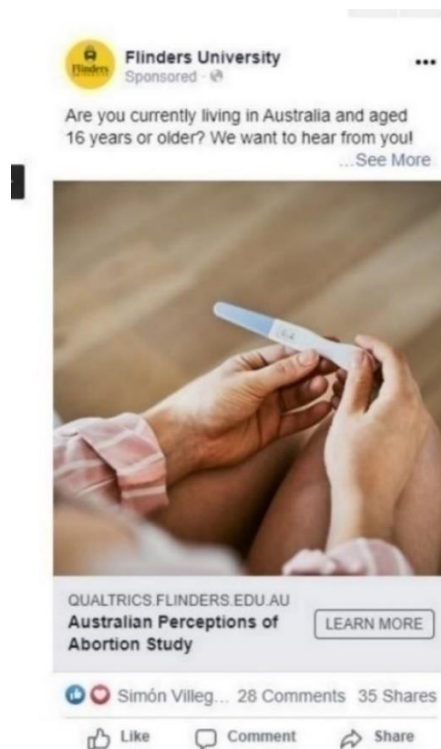 Flinders
Flinders University
Sponsored ·
Are you currently living in Australia and aged
16 years or older? We want to hear from you!
...See More
QUALTRICS.FLINDERS.EDU.AU
Australian Perceptions of
Abortion Study
LEARN MORE
Simón Villeg... 28 Comments 35 Shares
Like Comment Share